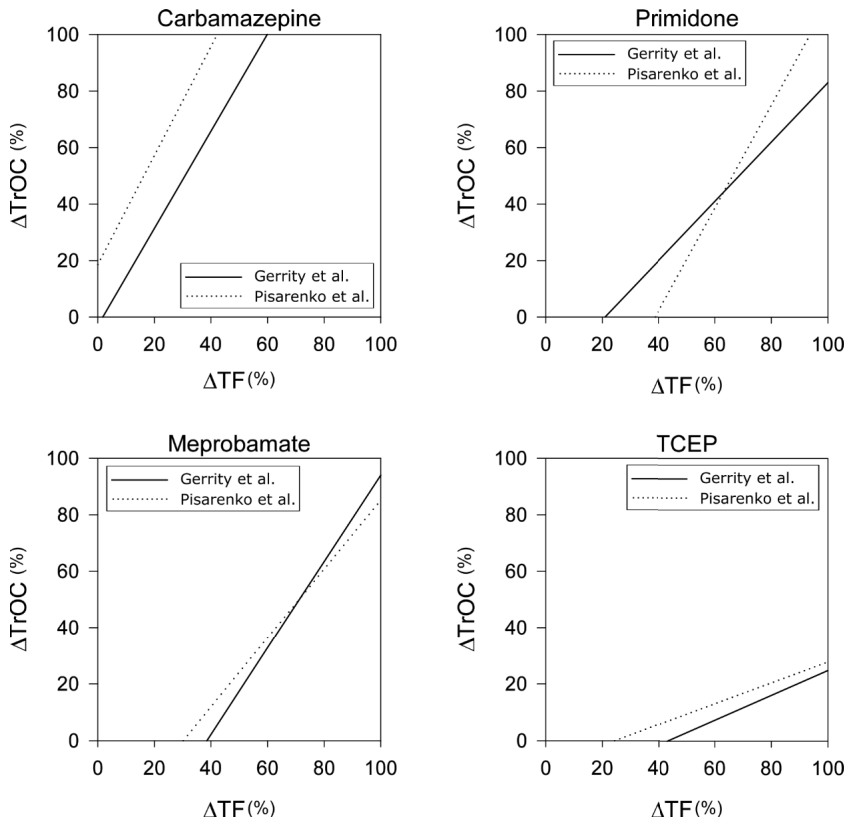 Carbamazepine
100
80
60
40
20
0
ΔTrOC (%)
Gerrity et al.
Pisarenko et al.
0 20 40 60 80 100
ΔTF (%)
Primidone
100
80
60
40
20
0
ΔTrOC (%)
Gerrity et al.
Pisarenko et al.
0 20 40 60 80 100
ΔTF (%)
Meprobamate
100
80
60
40
20
0
ΔTrOC (%)
Gerrity et al.
Pisarenko et al.
0 20 40 60 80 100
ΔTF (%)
TCEP
100
80
60
40
20
0
ΔTrOC (%)
Gerrity et al.
Pisarenko et al.
0 20 40 60 80 100
ΔTF (%)